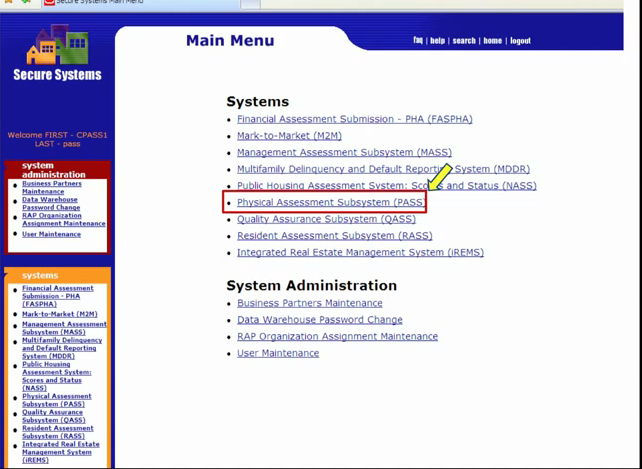 Secure Systems Main Menu
Main Menu
faq | help | search | home | logout
Secure Systems
Welcome FIRST - CPASS1
LAST - pass
system
administration
Business Partners
Maintenance
Data Warehouse
Password Change
RAP Organization
Assignment Maintenance
User Maintenance
systems
Financial Assessment
Submission - PHA
(FASPHA)
Mark-to-Market (M2M)
Management Assessment
Subsystem (MASS)
Multifamily Delinquency
and Default Reporting
System (MDDR)
Public Housing
Assessment System:
Scores and Status
(NASS)
Physical Assessment
Subsystem (PASS)
Quality Assurance
Subsystem (QASS)
Resident Assessment
Subsystem (RASS)
Integrated Real Estate
Management System
(iREMS)
Systems
Financial Assessment Submission - PHA (FASPHA)
Mark-to-Market (M2M)
Management Assessment Subsystem (MASS)
Multifamily Delinquency and Default Reporting System (MDDR)
Public Housing Assessment System: Scores and Status (NASS)
Physical Assessment Subsystem (PASS)
Quality Assurance Subsystem (QASS)
Resident Assessment Subsystem (RASS)
Integrated Real Estate Management System (iREMS)
System Administration
Business Partners Maintenance
Data Warehouse Password Change
RAP Organization Assignment Maintenance
User Maintenance